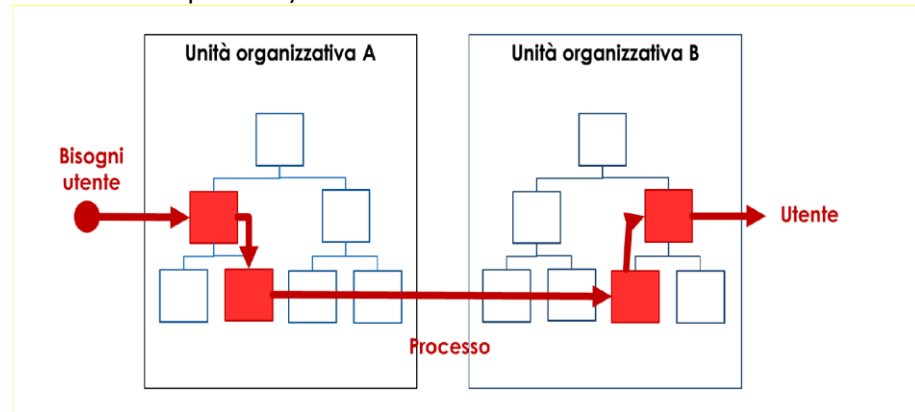 Unità organizzativa A
Unità organizzativa B
Bisogni
utente
Utente
Processo